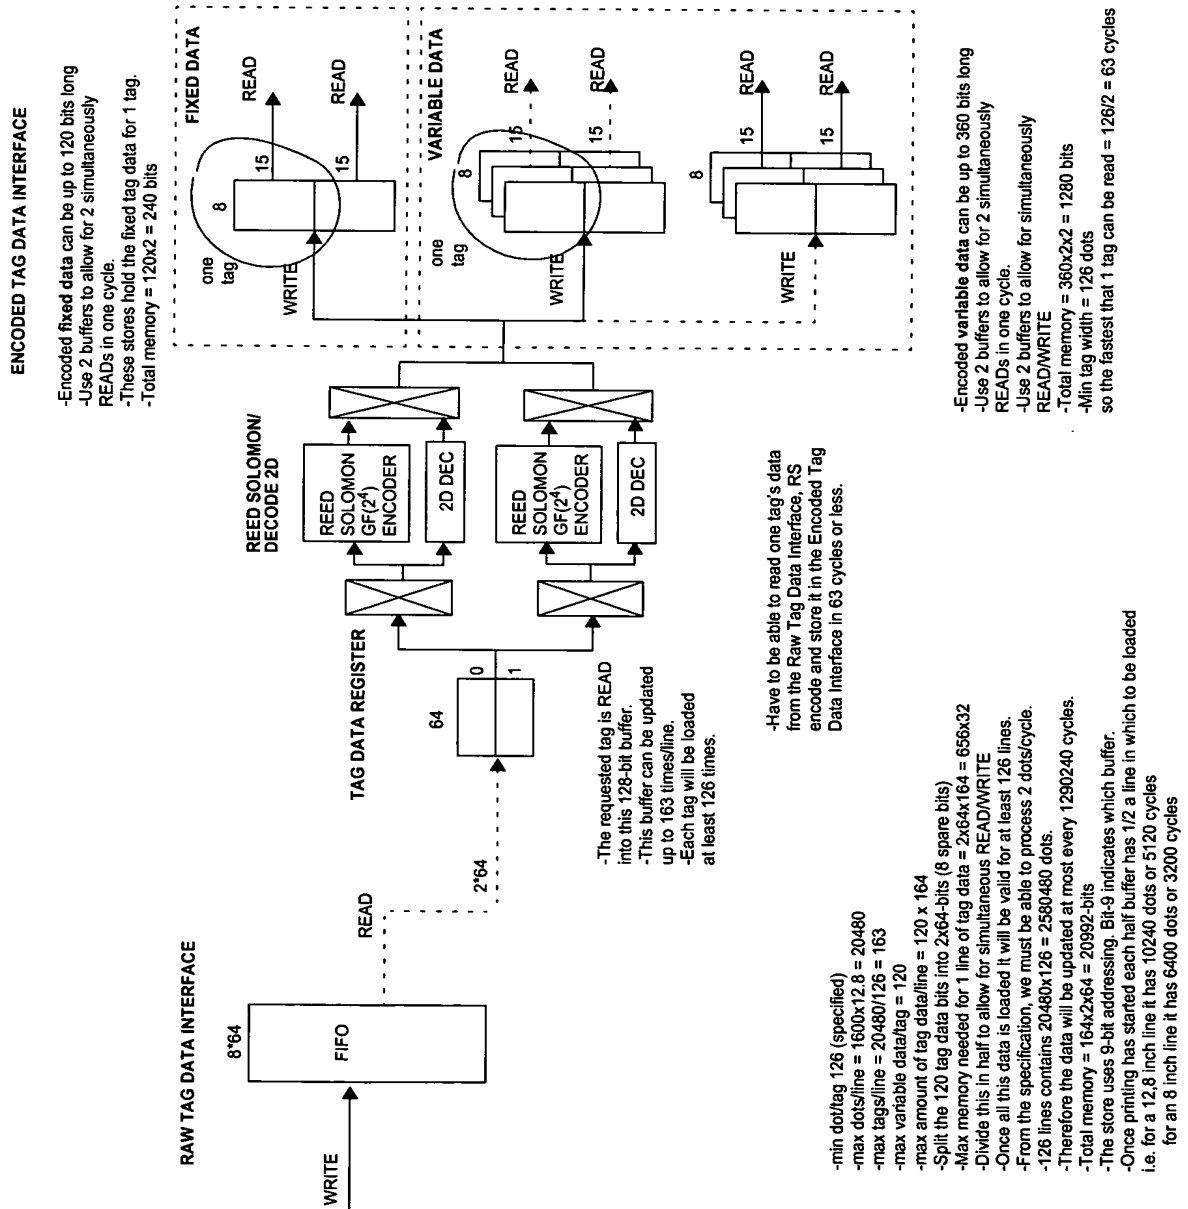 RAW TAG DATA INTERFACE
8*64
WRITE
FIFO
READ
2*64
TAG DATA REGISTER
64
0
1
-The requested tag is READ
into this 128-bit buffer.
-This buffer can be updated
up to 163 times/line.
-Each tag will be loaded
at least 126 times.
REED SOLOMON/
DECODE 2D
REED
SOLOMON
GF(2⁴)
ENCODER
2D DEC
REED
SOLOMON
GF(2⁴)
ENCODER
2D DEC
-Have to be able to read one tag's data
from the Raw Tag Data Interface, RS
encode and store it in the Encoded Tag
Data Interface in 63 cycles or less.
ENCODED TAG DATA INTERFACE
-Encoded fixed data can be up to 120 bits long
-Use 2 buffers to allow for 2 simultaneously
READs in one cycle.
-These stores hold the fixed tag data for 1 tag.
-Total memory = 120x2 = 240 bits
FIXED DATA
one
tag
8
15
READ
15
READ
WRITE
VARIABLE DATA
one
tag
8
15
READ
15
READ
WRITE
8
15
READ
15
READ
WRITE
-Encoded variable data can be up to 360 bits long
-Use 2 buffers to allow for 2 simultaneously
READs in one cycle.
-Use 2 buffers to allow for simultaneously
READ/WRITE
-Total memory = 360x2x2 = 1280 bits
-Min tag width = 126 dots
so the fastest that 1 tag can be read = 126/2 = 63 cycles
-min dot/tag 126 (specified)
-max dots/line = 1600x12.8 = 20480
-max tags/line = 20480/126 = 163
-max variable data/tag = 120
-max amount of tag data/line = 120 x 164
-Split the 120 tag data bits into 2x64-bits (8 spare bits)
-Max memory needed for 1 line of tag data = 2x64x164 = 656x32
-Divide this in half to allow for simultaneous READ/WRITE
-Once all this data is loaded it will be valid for at least 126 lines.
-From the specification, we must be able to process 2 dots/cycle.
-126 lines contains 20480x126 = 2580480 dots.
-Therefore the data will be updated at most every 1290240 cycles.
-Total memory = 164x2x64 = 20992-bits
-The store uses 9-bit addressing. Bit-9 indicates which buffer.
-Once printing has started each half buffer has 1/2 a line in which to be loaded
i.e. for a 12,8 inch line it has 10240 dots or 5120 cycles
for an 8 inch line it has 6400 dots or 3200 cycles